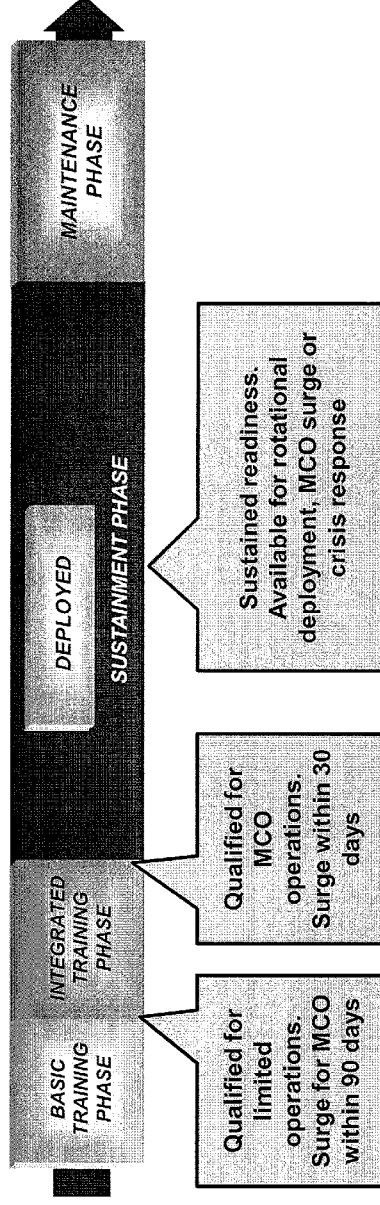 BASIC
TRAINING
PHASE
INTEGRATED
TRAINING
PHASE
DEPLOYED
SUSTAINMENT PHASE
MAINTENANCE
PHASE
Qualified for
limited
operations.
Surge for MCO
within 90 days
Qualified for
MCO
operations.
Surge within 30
days
Sustained readiness.
Available for rotational
deployment, MCO surge or
crisis response